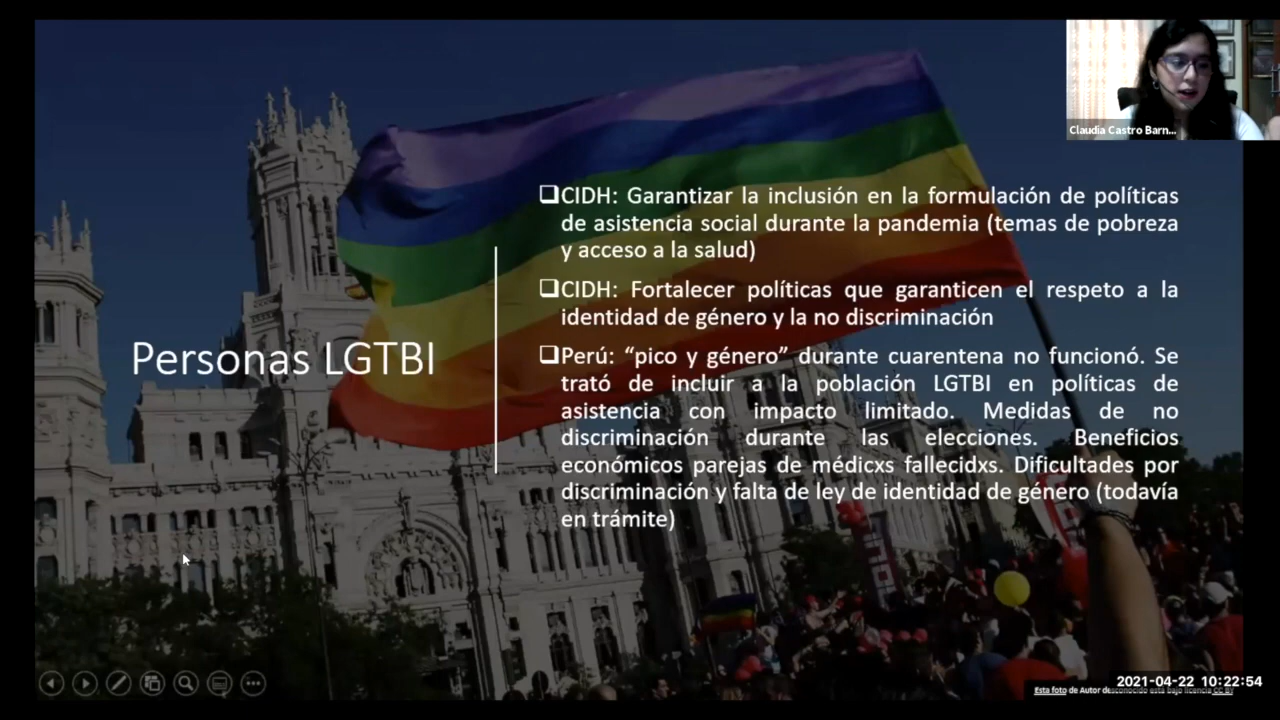 Claudia Castro Barn...
Personas LGTBI
❑CIDH: Garantizar la inclusión en la formulación de políticas
de asistencia social durante la pandemia (temas de pobreza
y acceso a la salud)
❑CIDH: Fortalecer políticas que garanticen el respeto a la
identidad de género y la no discriminación
❑Perú: “pico y género” durante cuarentena no funcionó. Se
trató de incluir a la población LGTBI en políticas de
asistencia con impacto limitado. Medidas de no
discriminación durante las elecciones. Beneficios
económicos parejas de médicxs fallecidxs. Dificultades por
discriminación y falta de ley de identidad de género (todavía
en trámite)
2021-04-22 10:22:54
Esta foto de Autor desconocido está bajo licencia CC BY